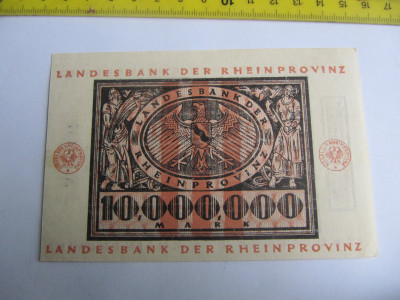 LANDESBANK DER RHEINPROVINZ
LANDESBANK DER
RHEINPROVINZ
10,000,000
MARK
LANDESBANK DER RHEINPROVINZ